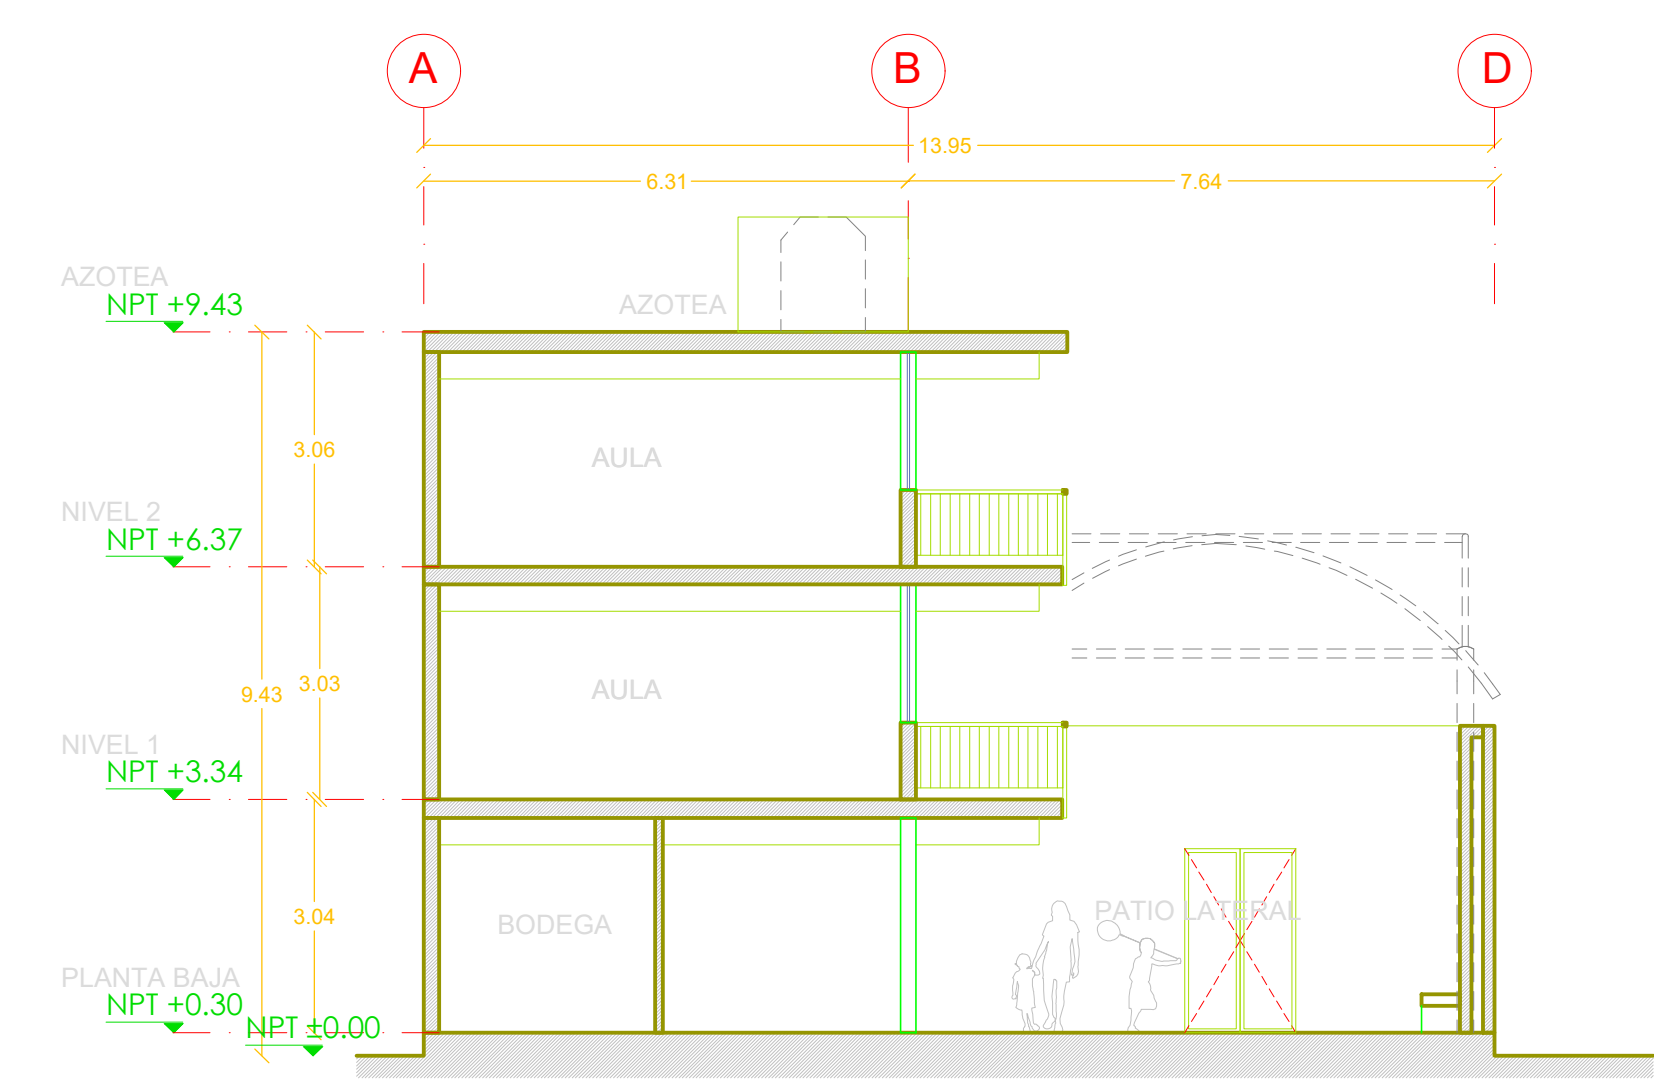 A
B
D
13.95
6.31
7.64
AZOTEA
NPT +9.43
AZOTEA
3.06
AULA
NIVEL 2
NPT +6.37
9.43
3.03
AULA
NIVEL 1
NPT +3.34
3.04
BODEGA
PATIO LATERAL
PLANTA BAJA
NPT +0.30
NPT ±0.00